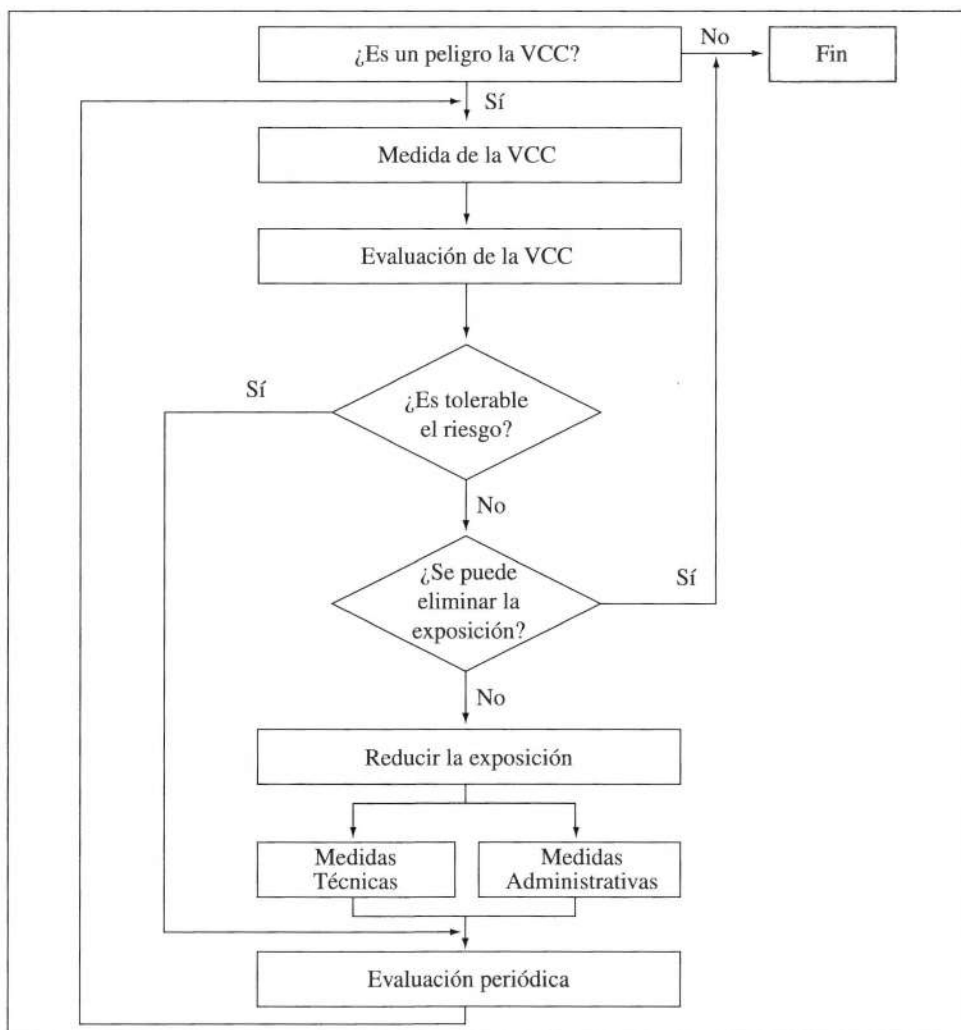 ¿Es un peligro la VCC?
No
Fin
Sí
Medida de la VCC
Evaluación de la VCC
Sí
¿Es tolerable
el riesgo?
No
¿Se puede
eliminar la
exposición?
Sí
No
Reducir la exposición
Medidas
Técnicas
Medidas
Administrativas
Evaluación periódica